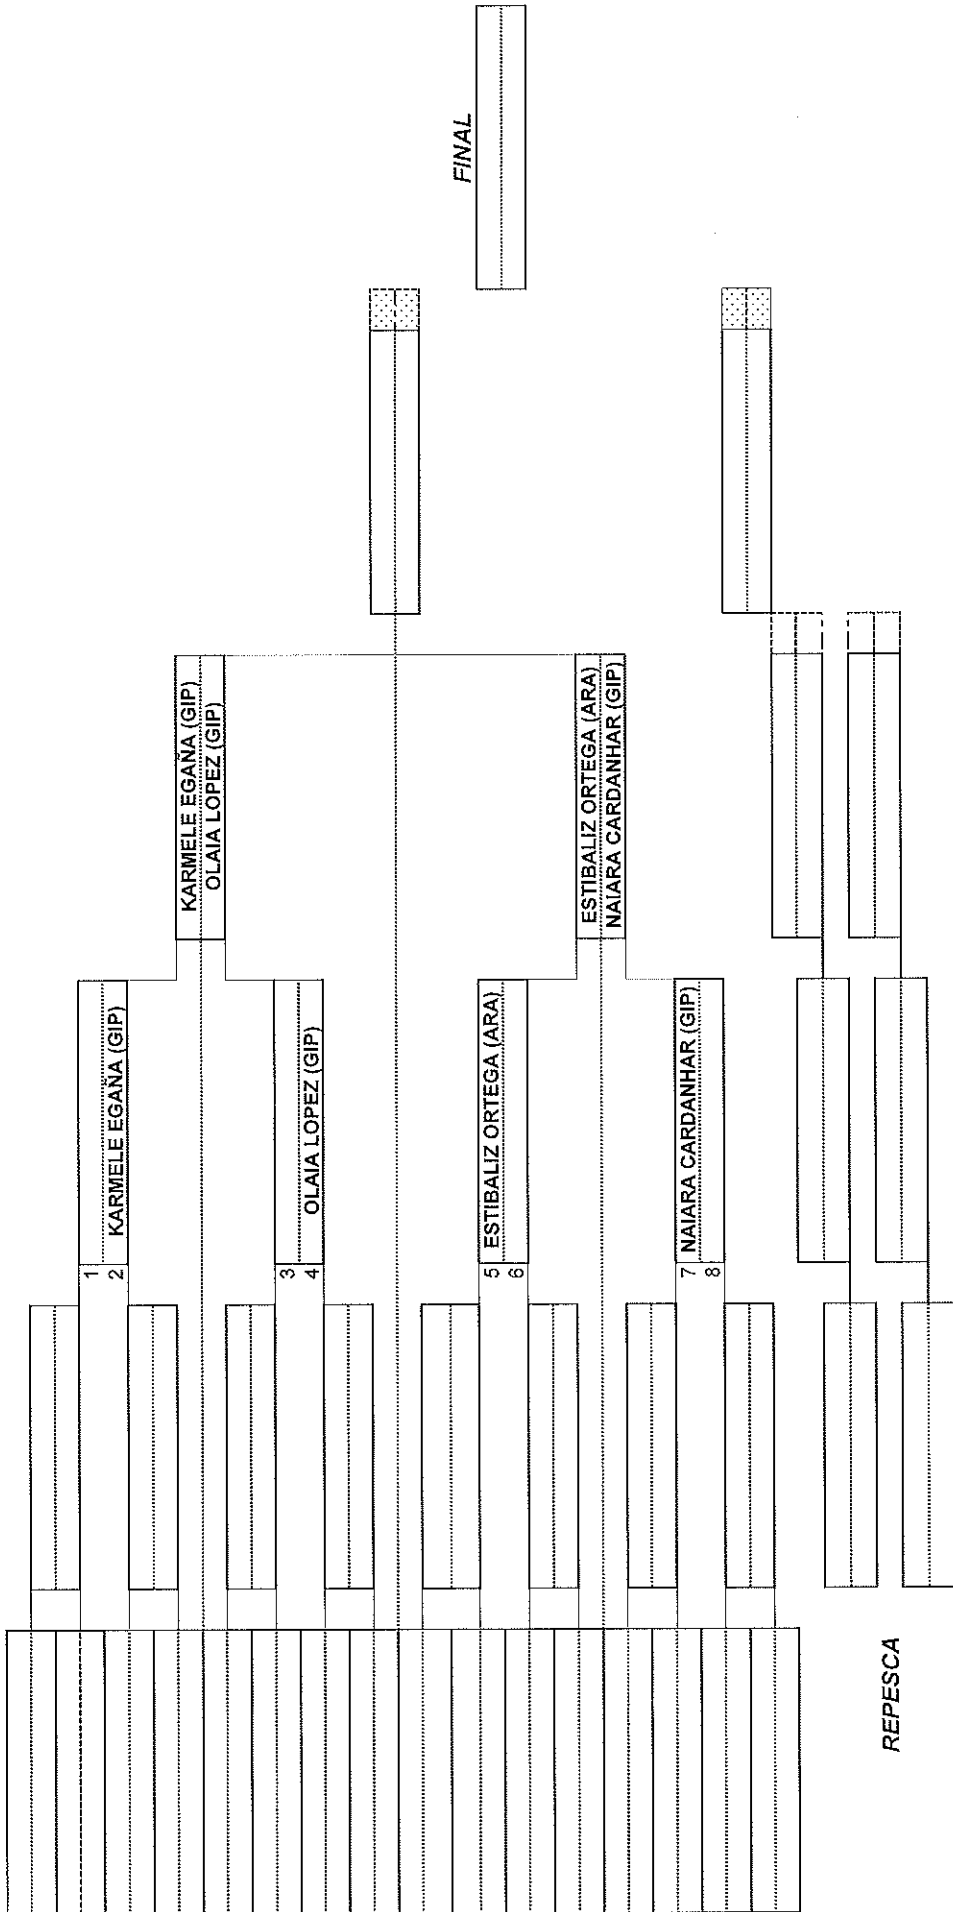 1
2 KARMELE EGAÑA (GIP)
3
4 OLAIA LOPEZ (GIP)
5 ESTIBALIZ ORTEGA (ARA)
6
7 NAIARA CARDANHAR (GIP)
8
KARMELE EGAÑA (GIP)
OLAIA LOPEZ (GIP)
ESTIBALIZ ORTEGA (ARA)
NAIARA CARDANHAR (GIP)
FINAL
REPESCA